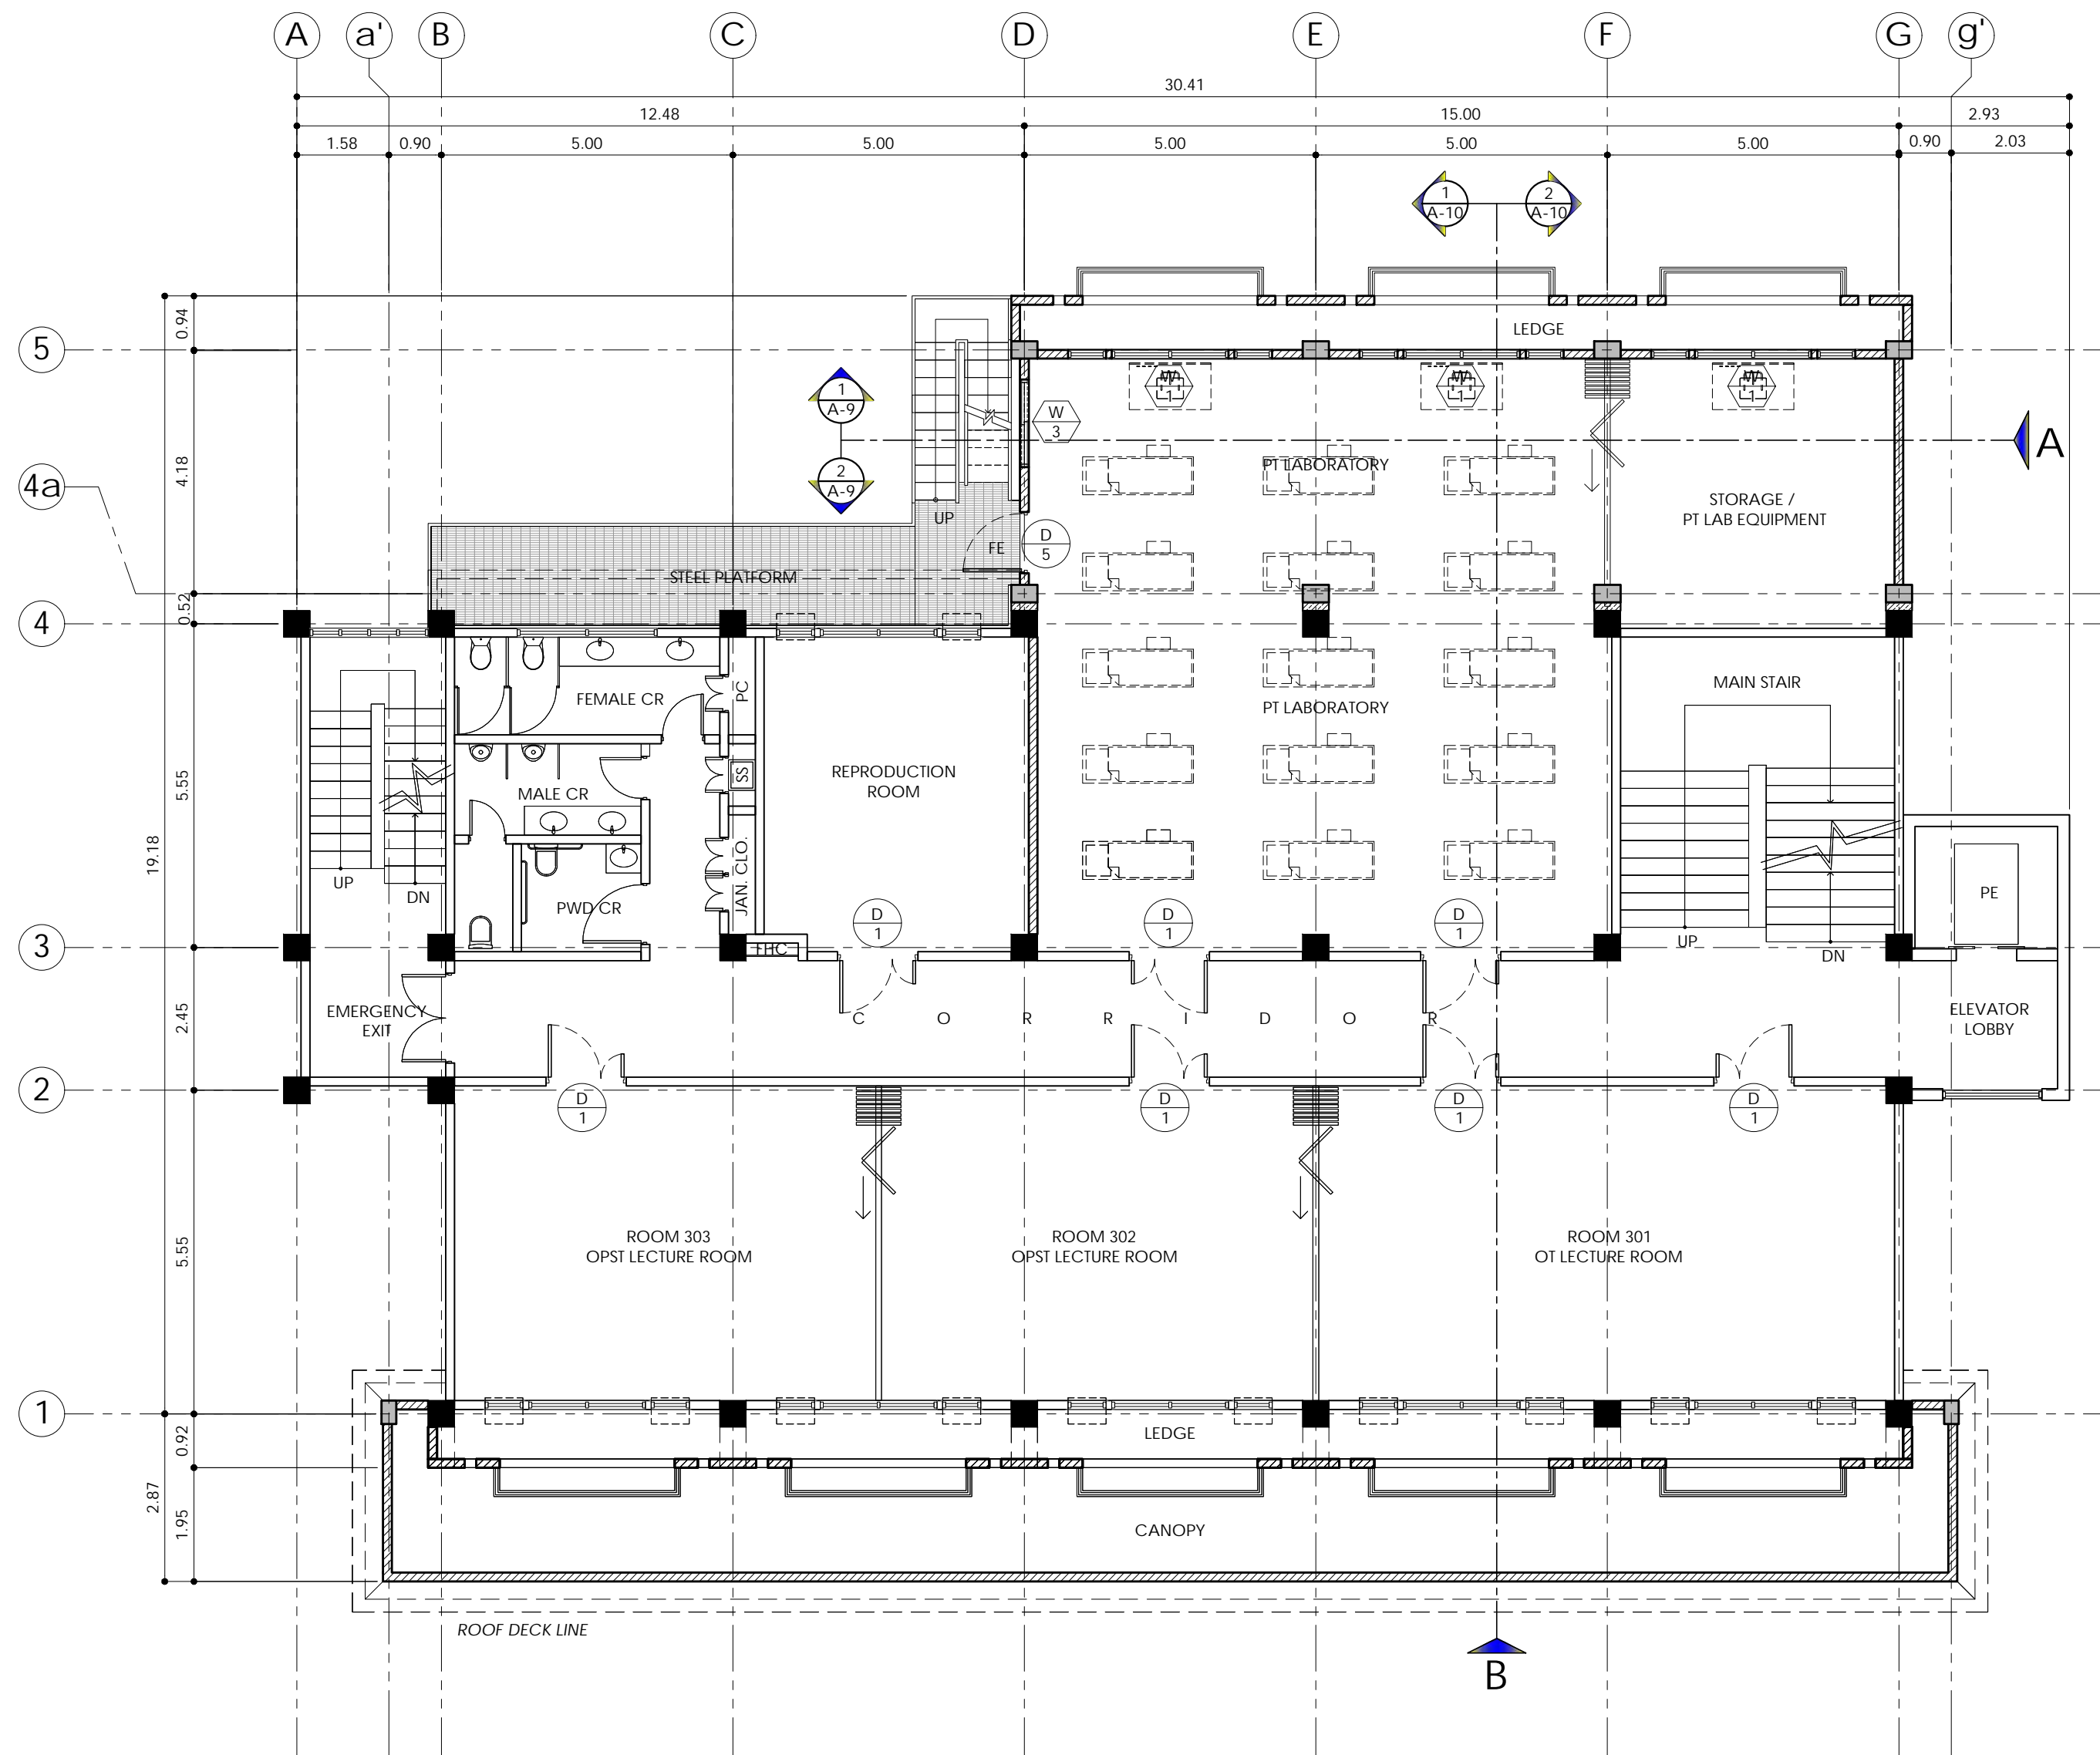 A a' B C D E F G g'
30.41
12.48 15.00 2.93
1.58 0.90 5.00 5.00 5.00 5.00 5.00 0.90 2.03
1 2
A-10 A-10
0.94
LEDGE
5
1
A-9
W
1
W
1
W
1
W
3
A
4.18
PT LABORATORY
2
A-9
4a
STORAGE /
PT LAB EQUIPMENT
UP
FE
D
5
STEEL PLATFORM
0.52
4
FEMALE CR
PC
MAIN STAIR
PT LABORATORY
5.55
REPRODUCTION
ROOM
SS
MALE CR
19.18
JAN. CLO.
UP
DN
PWD CR
PE
D
1
D
1
D
1
3
THC
UP
DN
2.45
EMERGENCY
EXIT
C O R R I D O R
ELEVATOR
LOBBY
2
D
1
D
1
D
1
D
1
5.55
ROOM 303
OPST LECTURE ROOM
ROOM 302
OPST LECTURE ROOM
ROOM 301
OT LECTURE ROOM
1
0.92
LEDGE
2.87
1.95
CANOPY
ROOF DECK LINE
B